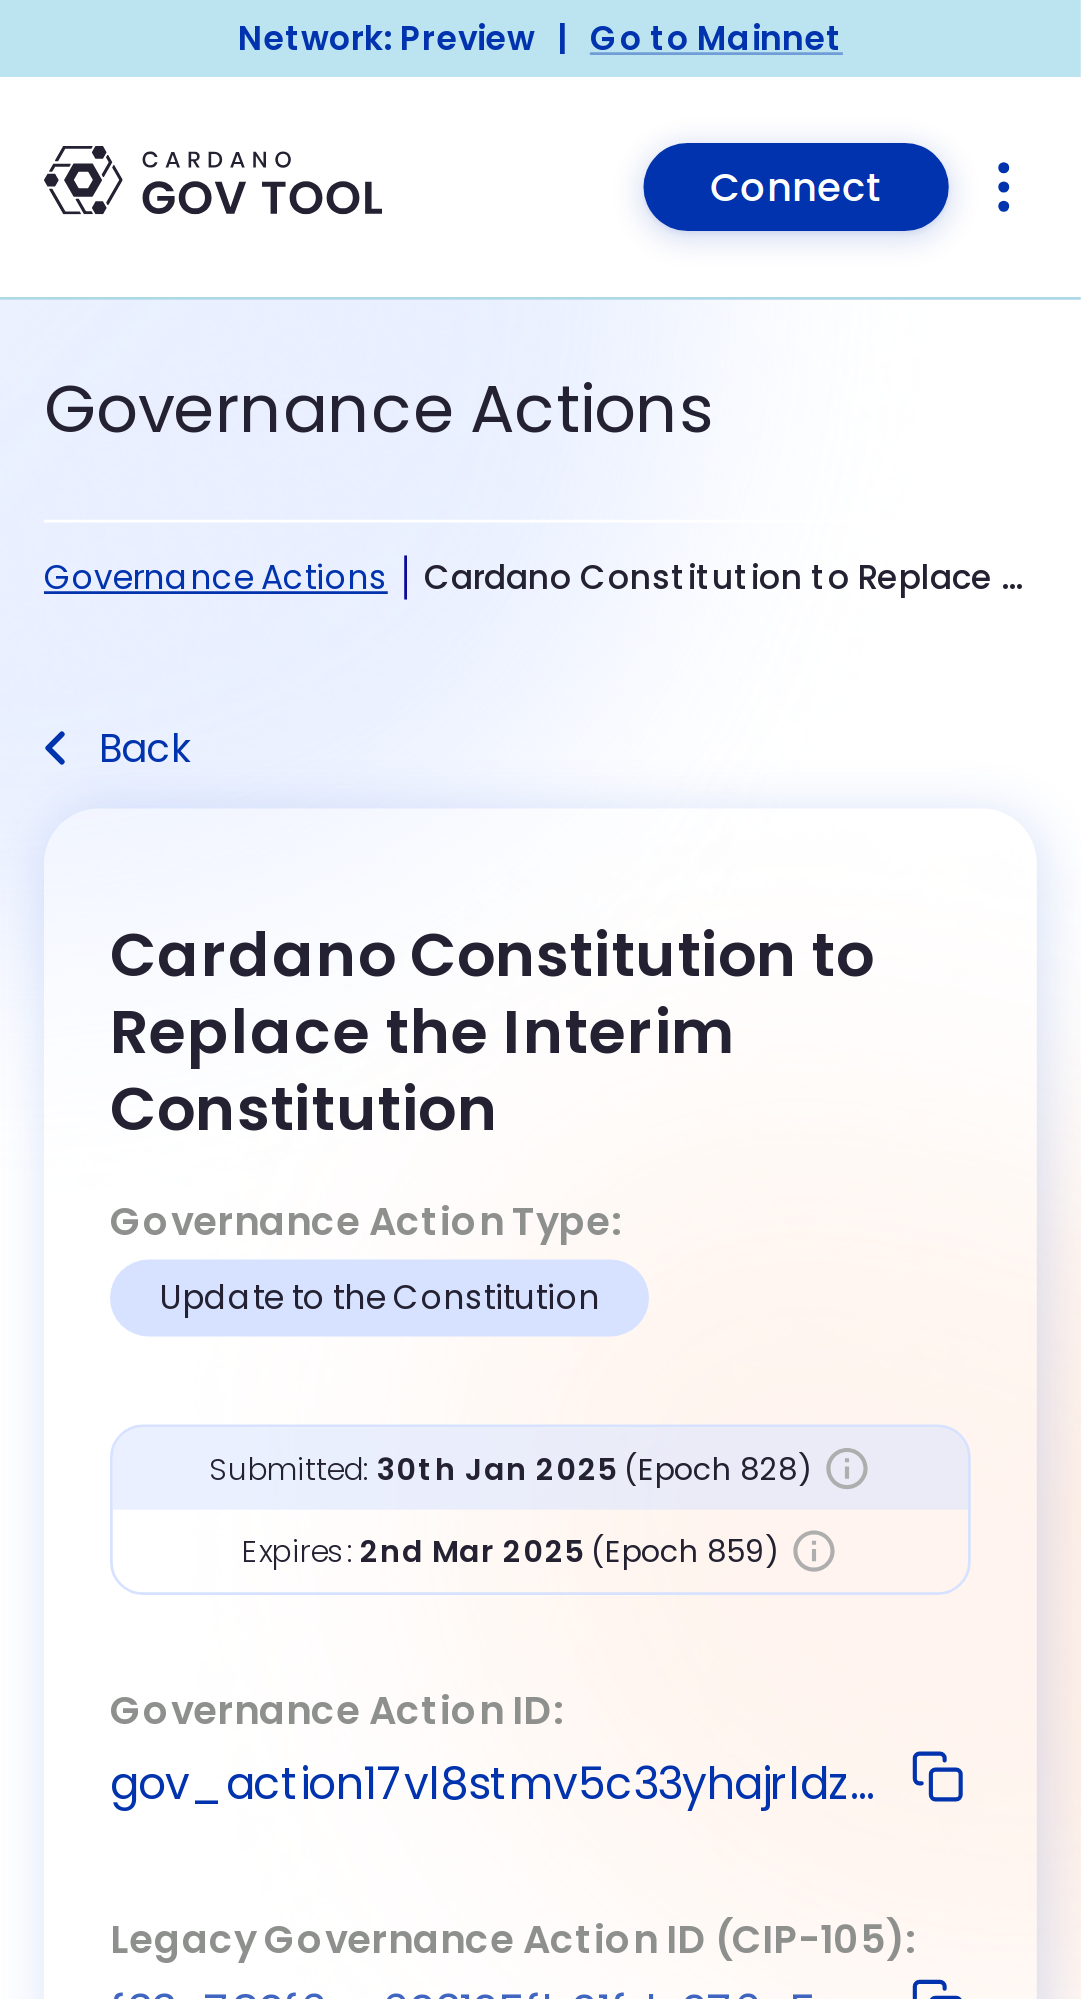 Network: Preview | Go to Mainnet
CARDANO
GOV TOOL
Connect
Governance Actions
Governance Actions | Cardano Constitution to Replace ...
Back
Cardano Constitution to
Replace the Interim
Constitution
Governance Action Type:
Update to the Constitution
Submitted: 30th Jan 2025 (Epoch 828)
Expires: 2nd Mar 2025 (Epoch 859)
Governance Action ID:
gov_action17vl8stmv5c33yhajrldz...
Legacy Governance Action ID (CIP-105):